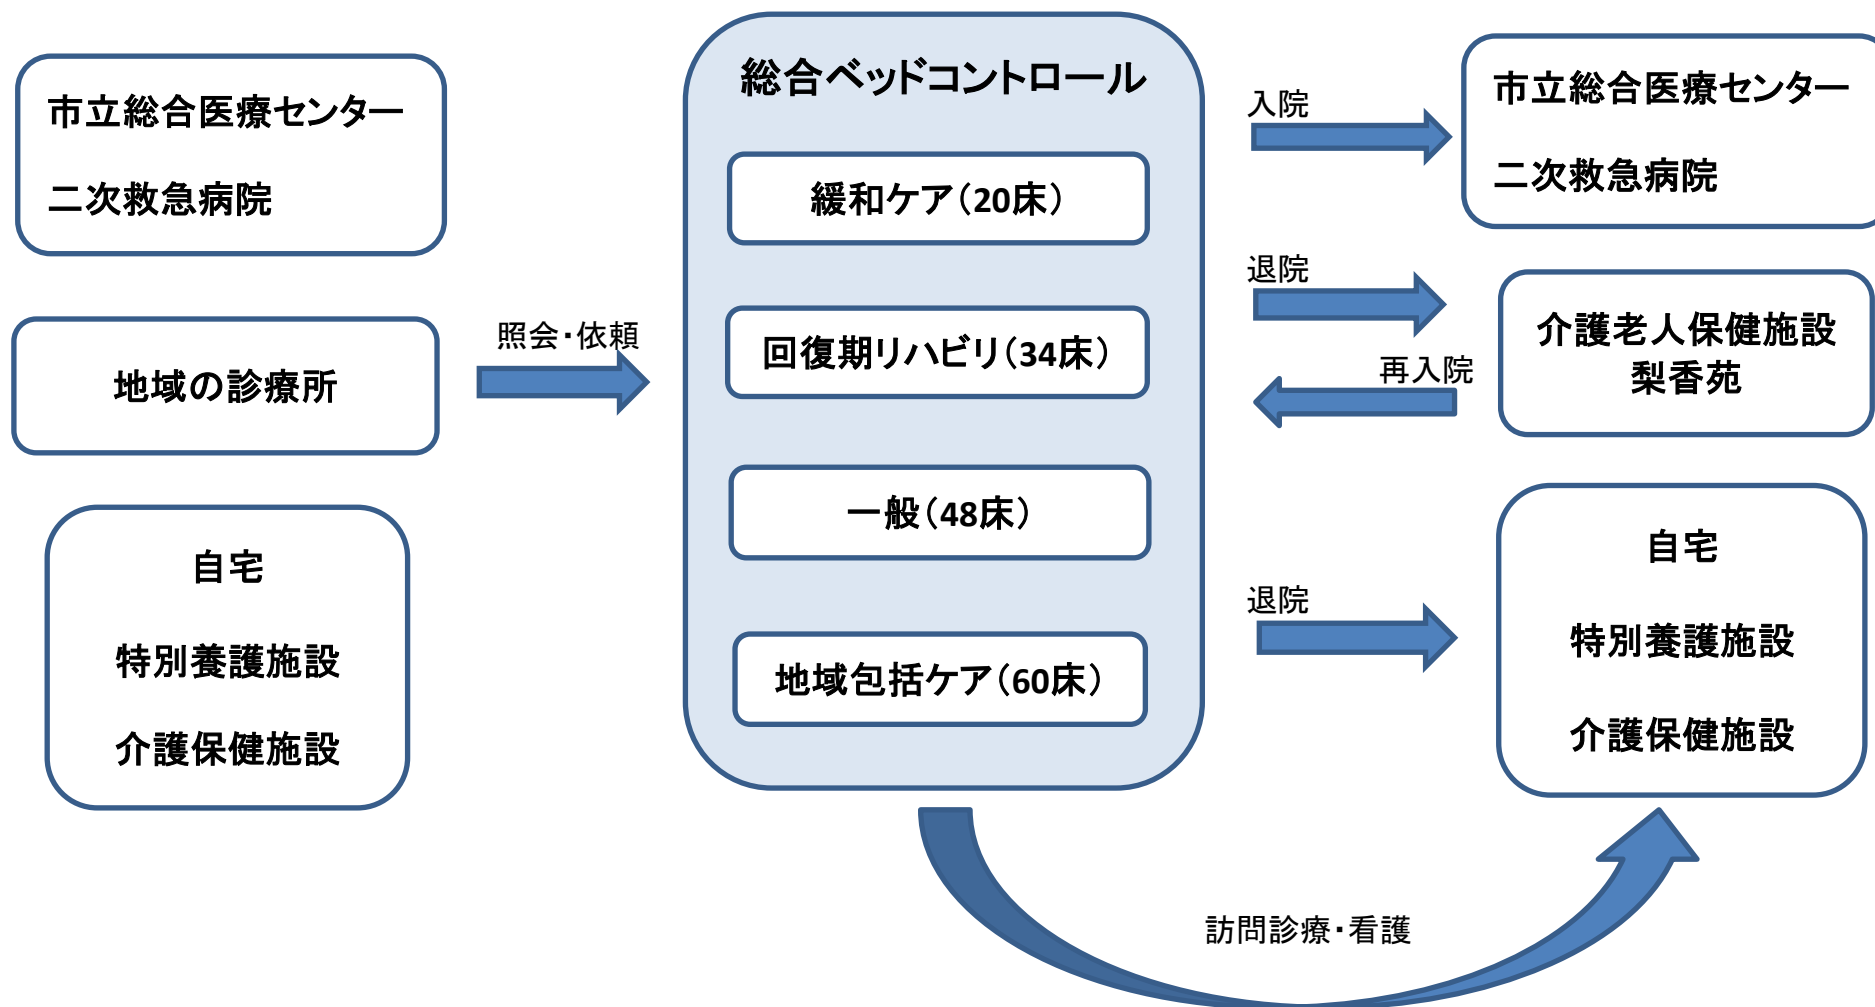 市立総合医療センター
二次救急病院
地域の診療所
自宅
特別養護施設
介護保健施設
照会・依頼
総合ベッドコントロール
緩和ケア(20床)
回復期リハビリ(34床)
一般(48床)
地域包括ケア(60床)
入院
退院
再入院
退院
訪問診療・看護
市立総合医療センター
二次救急病院
介護老人保健施設
梨香苑
自宅
特別養護施設
介護保健施設